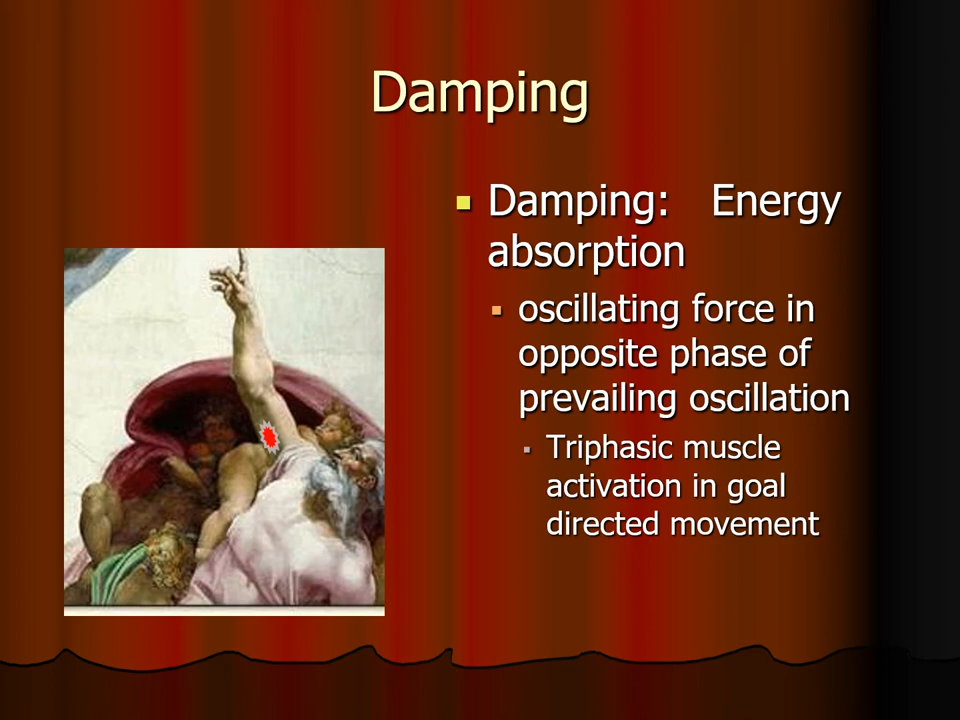 Damping
Damping: Energy
absorption
oscillating force in
opposite phase of
prevailing oscillation
Triphasic muscle
activation in goal
directed movement